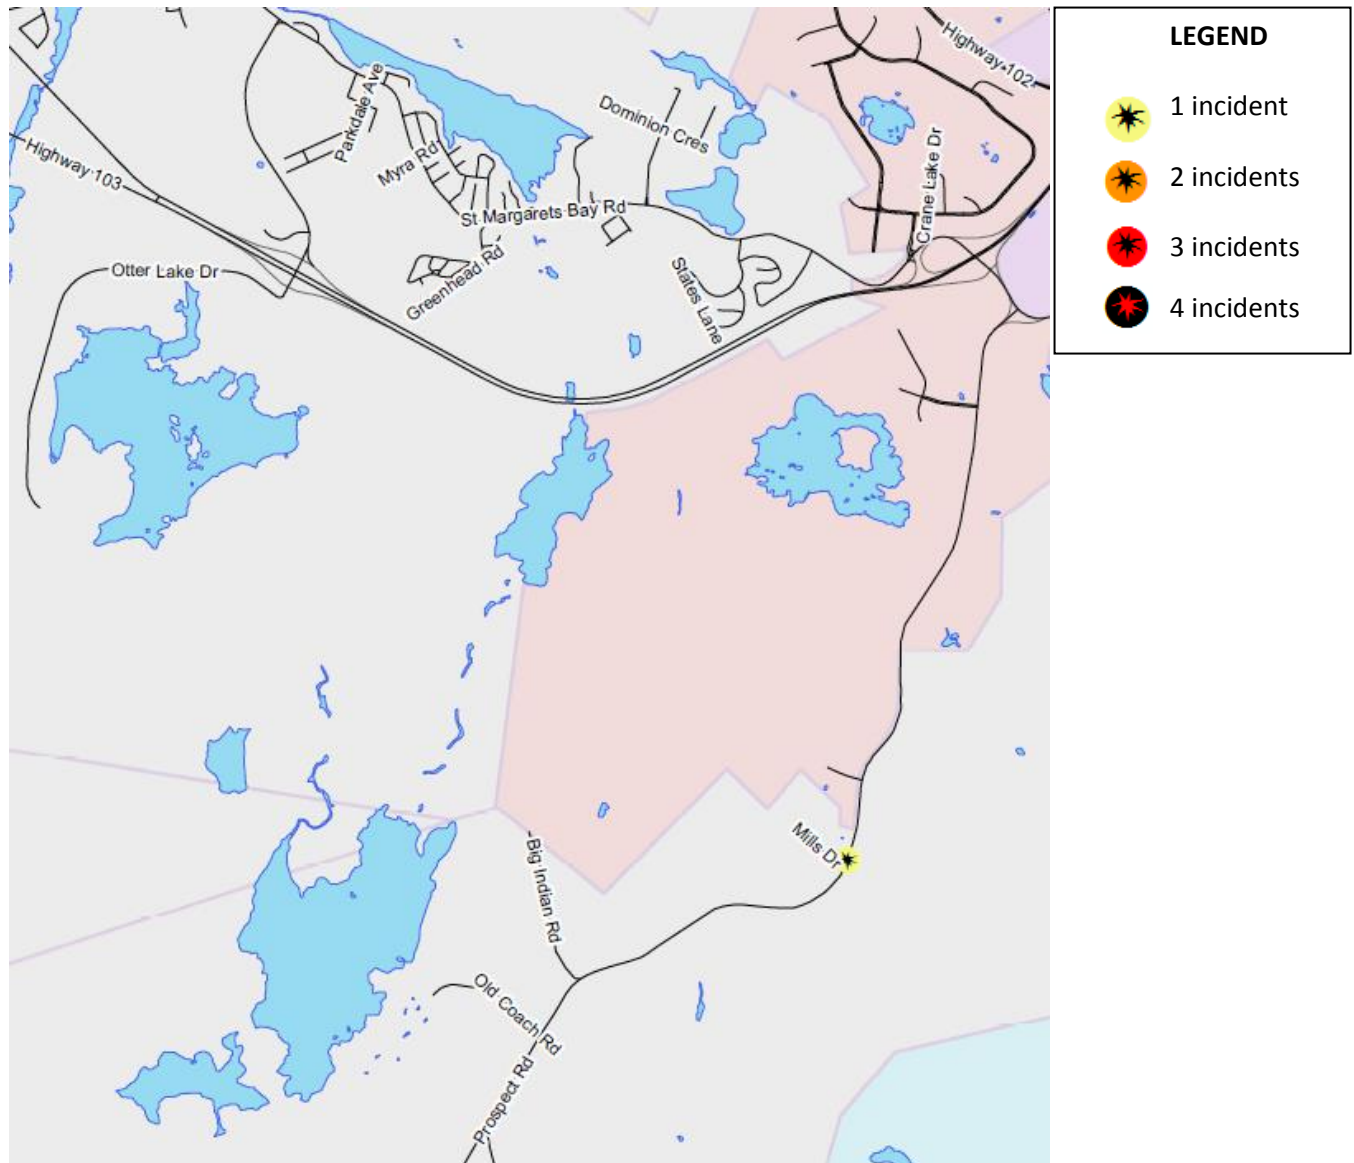 Highway 102
LEGEND
1 incident
2 incidents
3 incidents
4 incidents
Parkdale Ave
Dominion Cres
Highway 103
Myra Rd
Crane Lake Dr
St Margarets Bay Rd
Otter Lake Dr
Greenhead Rd
States Lane
Mills Dr
Big Indian Rd
Old Coach Rd
Prospect Rd